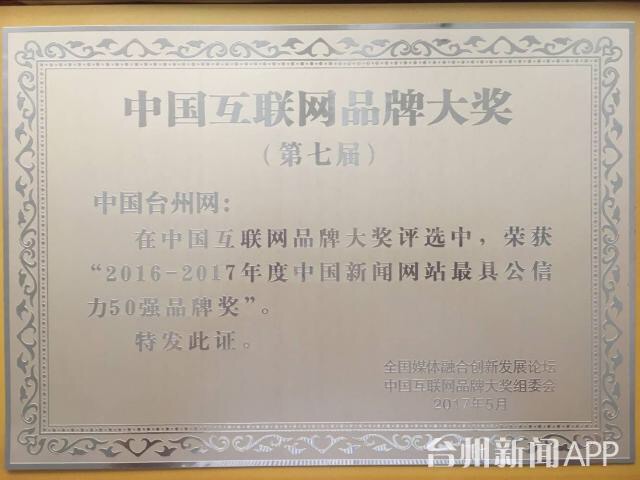 中国互联网品牌大奖
（第七届）
中国台州网：
在中国互联网品牌大奖评选中，荣获
“2016-2017年度中国新闻网站最具公信
力50强品牌奖”。
特发此证。
全国媒体融合创新发展论坛
中国互联网品牌大奖组委会
2017年5月
台州新闻APP